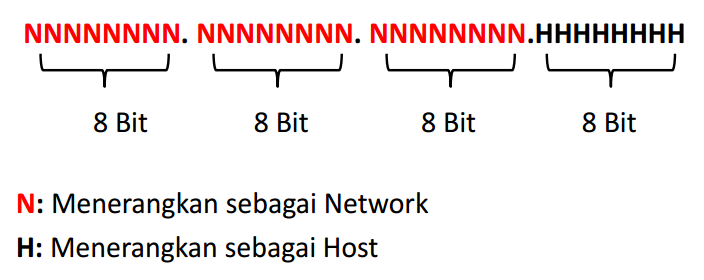 NNNNNNNN. NNNNNNNN. NNNNNNNN.HHHHHHHH
8 Bit 8 Bit 8 Bit 8 Bit
N: Menerangkan sebagai Network
H: Menerangkan sebagai Host